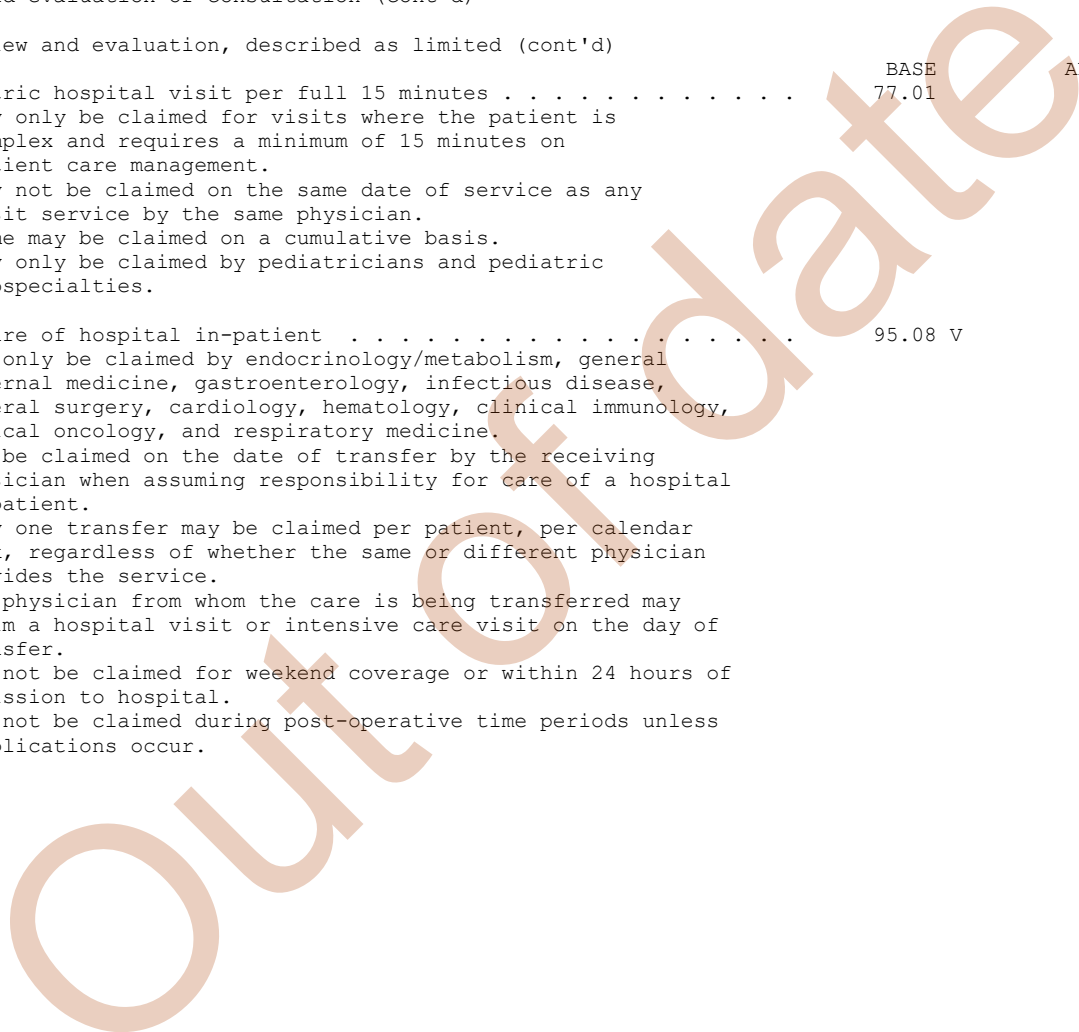 evaluation or Consultation (cont'd)
ew and evaluation, described as limited (cont'd)
BASE A
ric hospital visit per full 15 minutes . . . . . . . . . . . . 77.01
only be claimed for visits where the patient is
plex and requires a minimum of 15 minutes on
ient care management.
not be claimed on the same date of service as any
it service by the same physician.
e may be claimed on a cumulative basis.
only be claimed by pediatricians and pediatric
ospecialties.
re of hospital in-patient . . . . . . . . . . . . . . . . . . 95.08 V
only be claimed by endocrinology/metabolism, general
ernal medicine, gastroenterology, infectious disease,
eral surgery, cardiology, hematology, clinical immunology,
ical oncology, and respiratory medicine.
be claimed on the date of transfer by the receiving
sician when assuming responsibility for care of a hospital
patient.
y one transfer may be claimed per patient, per calendar
, regardless of whether the same or different physician
vides the service.
physician from whom the care is being transferred may
im a hospital visit or intensive care visit on the day of
nsfer.
not be claimed for weekend coverage or within 24 hours of
ission to hospital.
not be claimed during post-operative time periods unless
plications occur.
Out of date